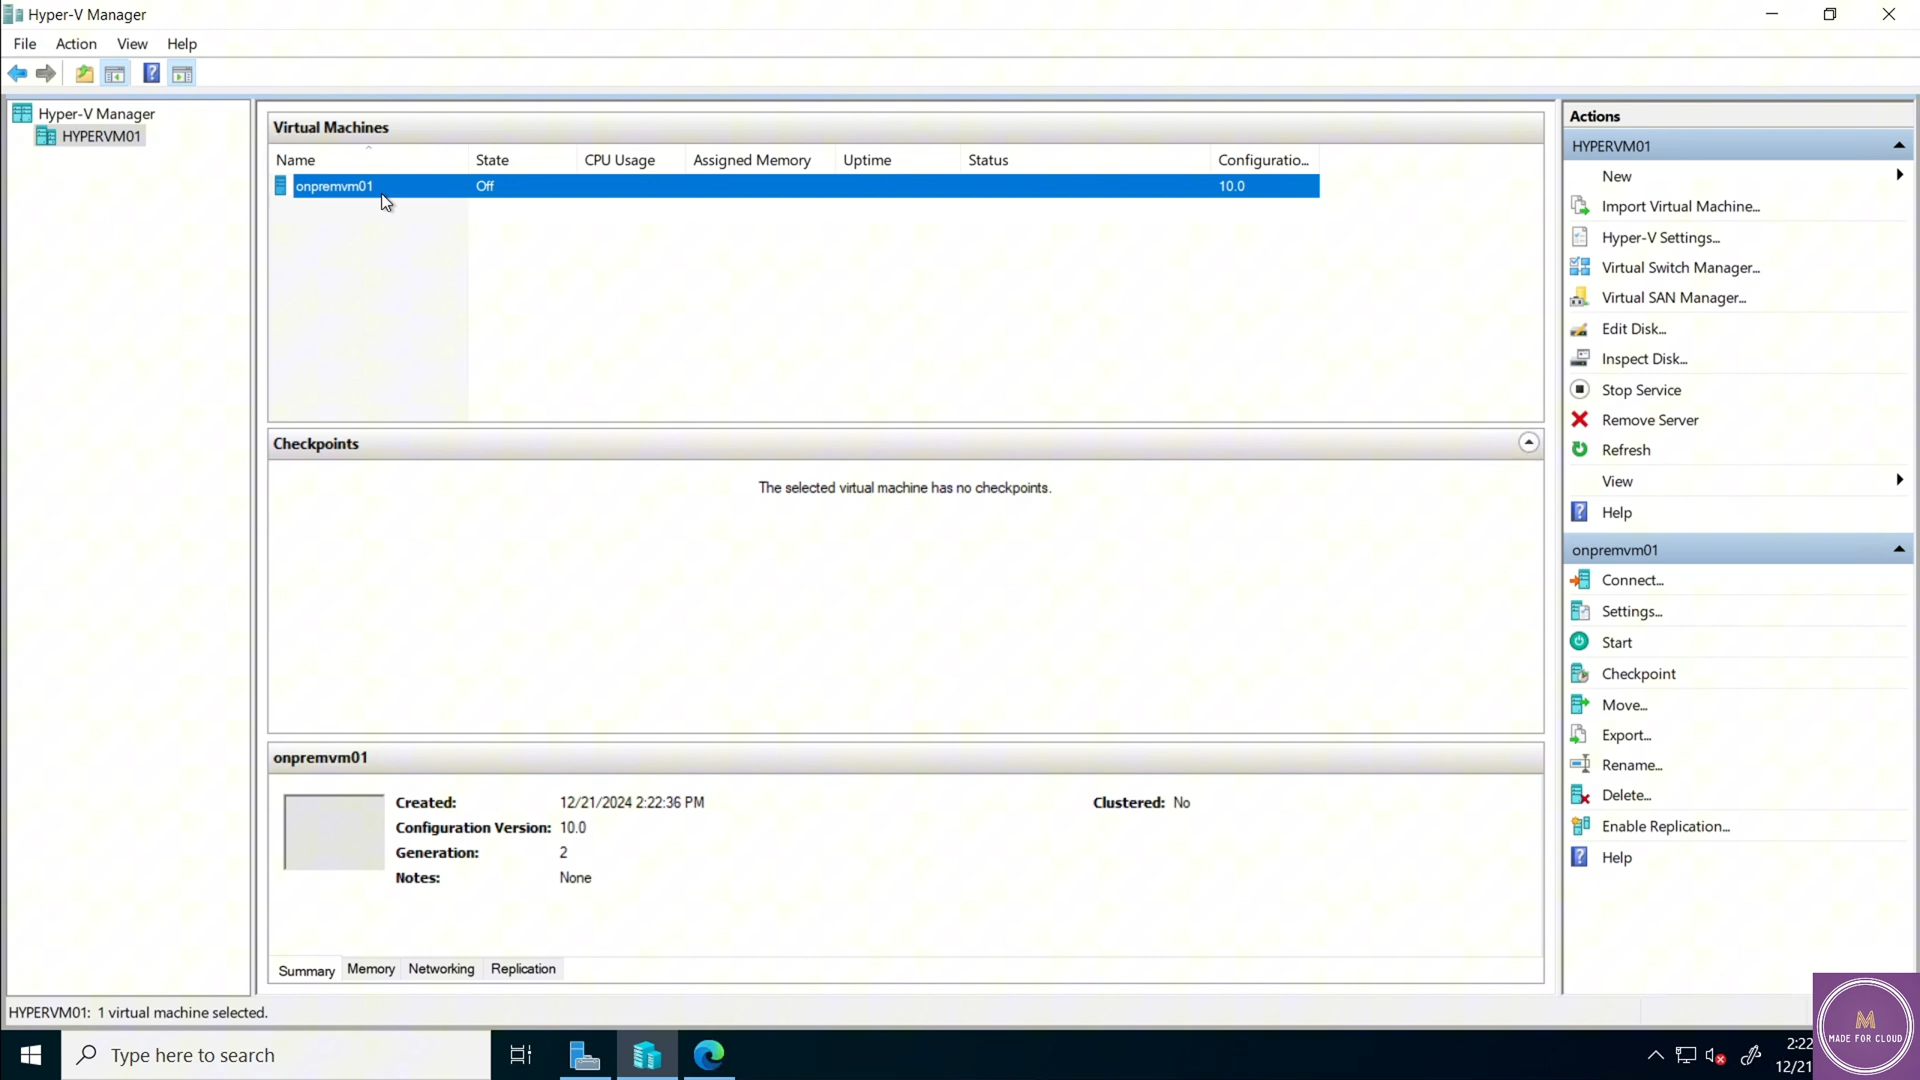 Hyper-V Manager
File Action View Help
Hyper-V Manager
HYPERVM01
Virtual Machines
Name State CPU Usage Assigned Memory Uptime Status Configuratio...
onpremvm01 Off 10.0
Checkpoints
The selected virtual machine has no checkpoints.
onpremvm01
Created: 12/21/2024 2:22:36 PM Clustered: No
Configuration Version: 10.0
Generation: 2
Notes: None
Summary Memory Networking Replication
Actions
HYPERVM01
New
Import Virtual Machine...
Hyper-V Settings...
Virtual Switch Manager...
Virtual SAN Manager...
Edit Disk...
Inspect Disk...
Stop Service
Remove Server
Refresh
View
Help
onpremvm01
Connect...
Settings...
Start
Checkpoint
Move...
Export...
Rename...
Delete...
Enable Replication...
Help
HYPERVM01: 1 virtual machine selected.
Type here to search
2:22
12/21
M
MADE FOR CLOUD